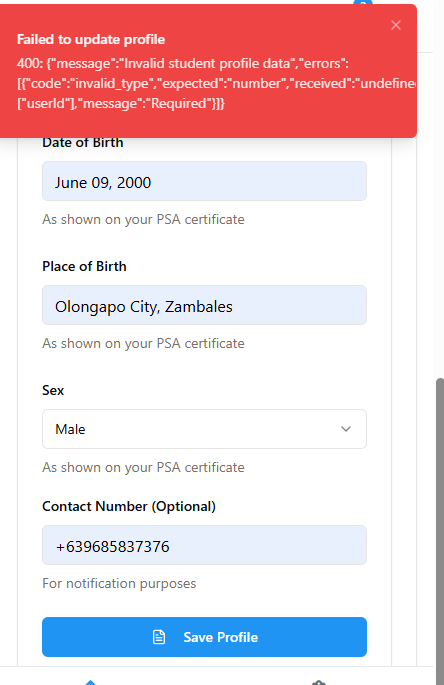 Failed to update profile
400: {"message":"Invalid student profile data","errors":
[{"code":"invalid_type","expected":"number","received":"undefined
["userId"],"message":"Required"}]}
Date of Birth
June 09, 2000
As shown on your PSA certificate
Place of Birth
Olongapo City, Zambales
As shown on your PSA certificate
Sex
Male
As shown on your PSA certificate
Contact Number (Optional)
+639685837376
For notification purposes
Save Profile